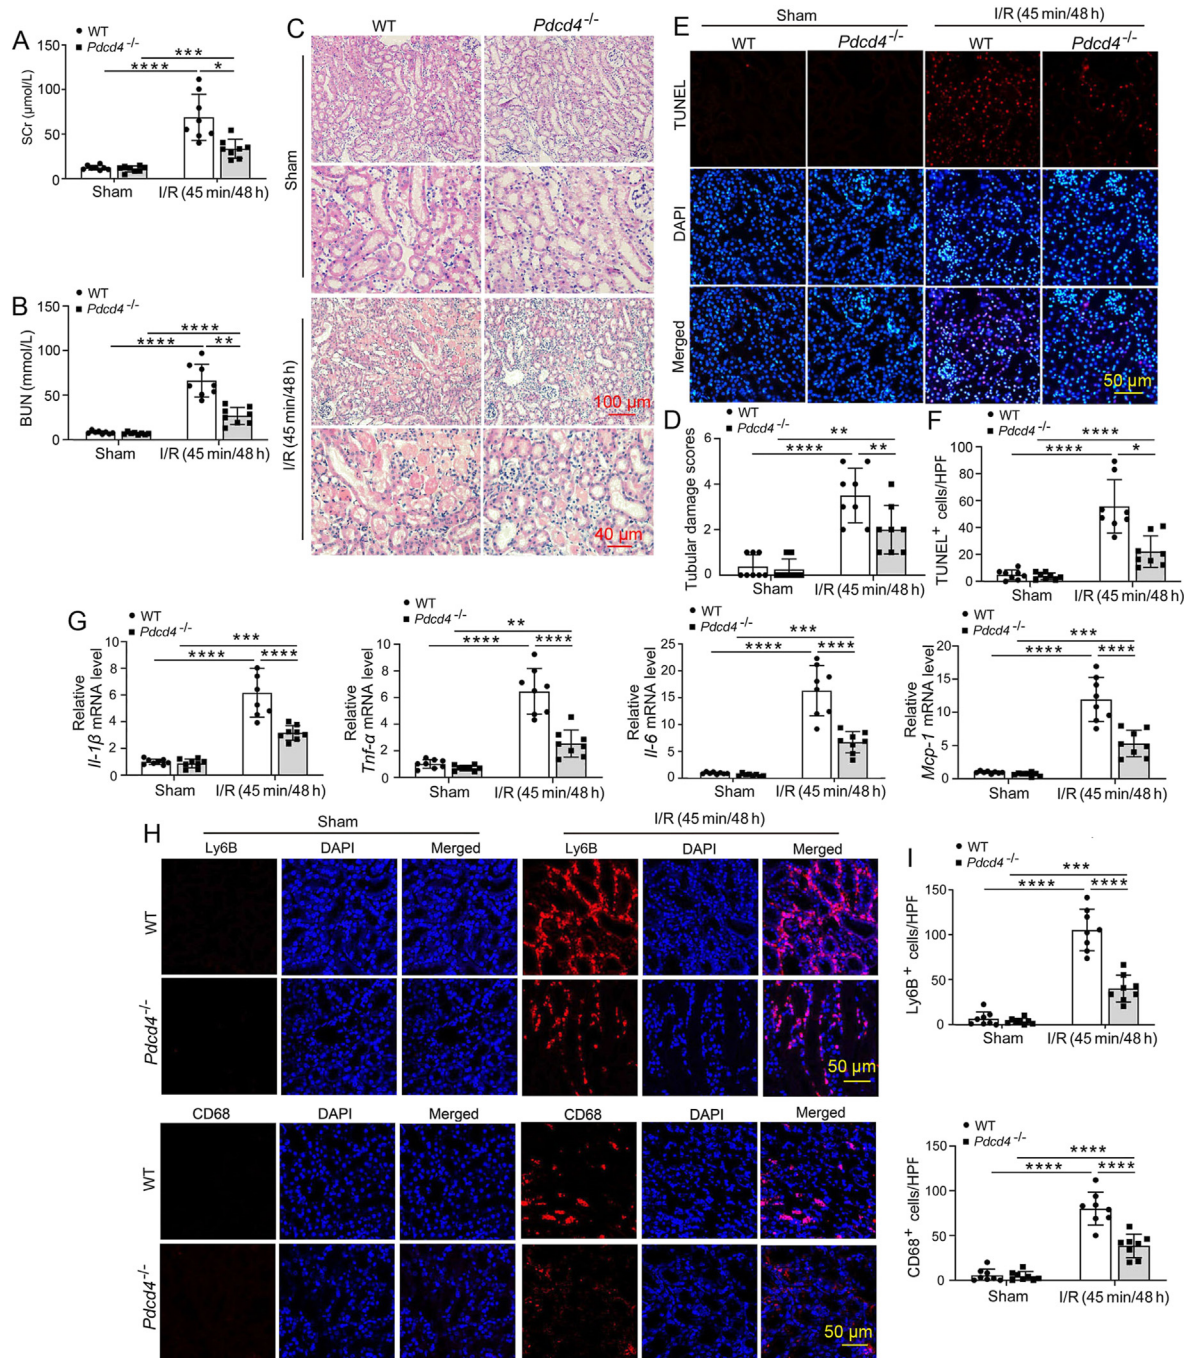 A
WT
Pdcd4-/-
SCr (µmol/L)
150
100
50
0
****
***
*
Sham
I/R (45 min/48 h)
B
WT
Pdcd4-/-
BUN (mmol/L)
150
100
50
0
****
****
**
Sham
I/R (45 min/48 h)
C
WT
Pdcd4-/-
Sham
I/R (45 min/48 h)
100 µm
40 µm
E
Sham
I/R (45 min/48 h)
WT
Pdcd4-/-
WT
Pdcd4-/-
TUNEL
DAPI
Merged
50 µm
D
WT
Pdcd4-/-
Tubular damage scores
6
4
2
0
**
****
**
Sham
I/R (45 min/48 h)
F
WT
Pdcd4-/-
TUNEL+ cells/HPF
100
80
60
40
20
0
****
****
*
Sham
I/R (45 min/48 h)
G
WT
Pdcd4-/-
Relative
Il-1β mRNA level
10
8
6
4
2
0
***
****
****
Sham
I/R (45 min/48 h)
WT
Pdcd4-/-
Relative
Tnf-α mRNA level
10
8
6
4
2
0
**
****
****
Sham
I/R (45 min/48 h)
WT
Pdcd4-/-
Relative
Il-6 mRNA level
25
20
15
10
5
0
***
****
****
Sham
I/R (45 min/48 h)
WT
Pdcd4-/-
Relative
Mcp-1 mRNA level
20
15
10
5
0
***
****
****
Sham
I/R (45 min/48 h)
H
Sham
I/R (45 min/48 h)
Ly6B
DAPI
Merged
Ly6B
DAPI
Merged
WT
Pdcd4-/-
50 µm
CD68
DAPI
Merged
CD68
DAPI
Merged
WT
Pdcd4-/-
50 µm
I
WT
Pdcd4-/-
Ly6B+ cells/HPF
150
100
50
0
***
****
****
Sham
I/R (45 min/48 h)
WT
Pdcd4-/-
CD68+ cells/HPF
150
100
50
0
****
****
****
Sham
I/R (45 min/48 h)